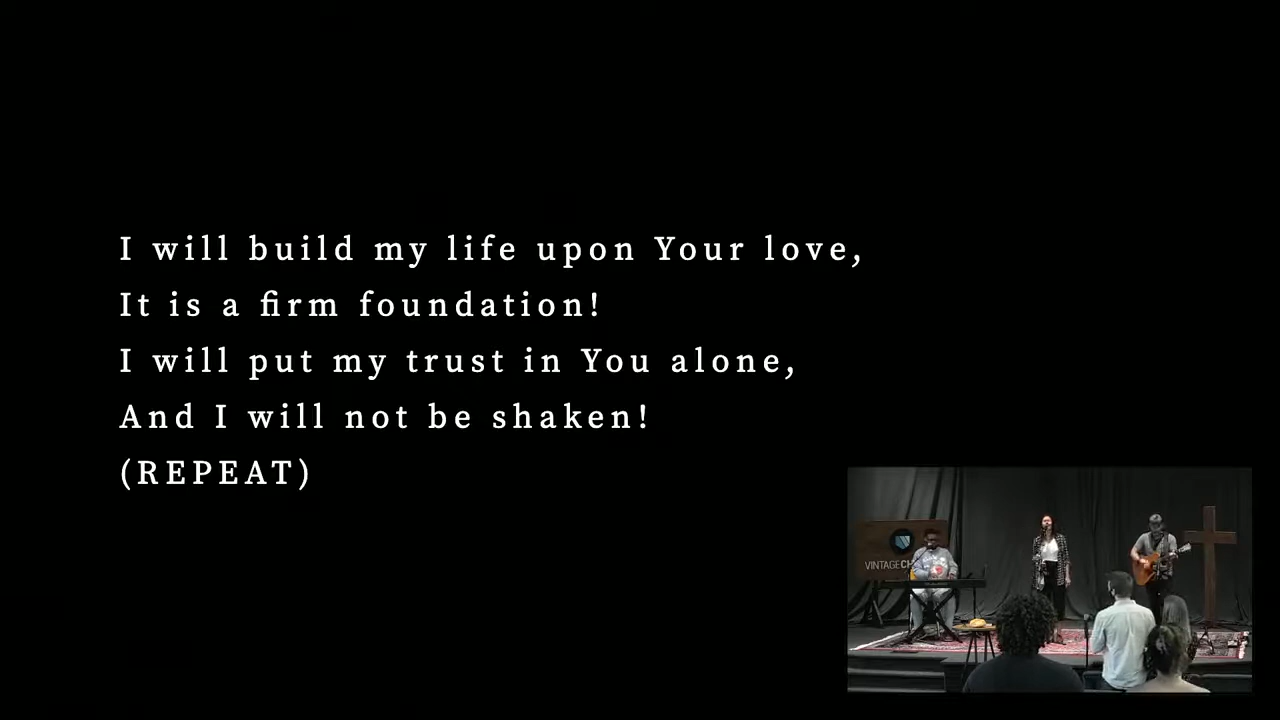 I will build my life upon Your love,
It is a firm foundation!
I will put my trust in You alone,
And I will not be shaken!
(REPEAT)
VINTAGE